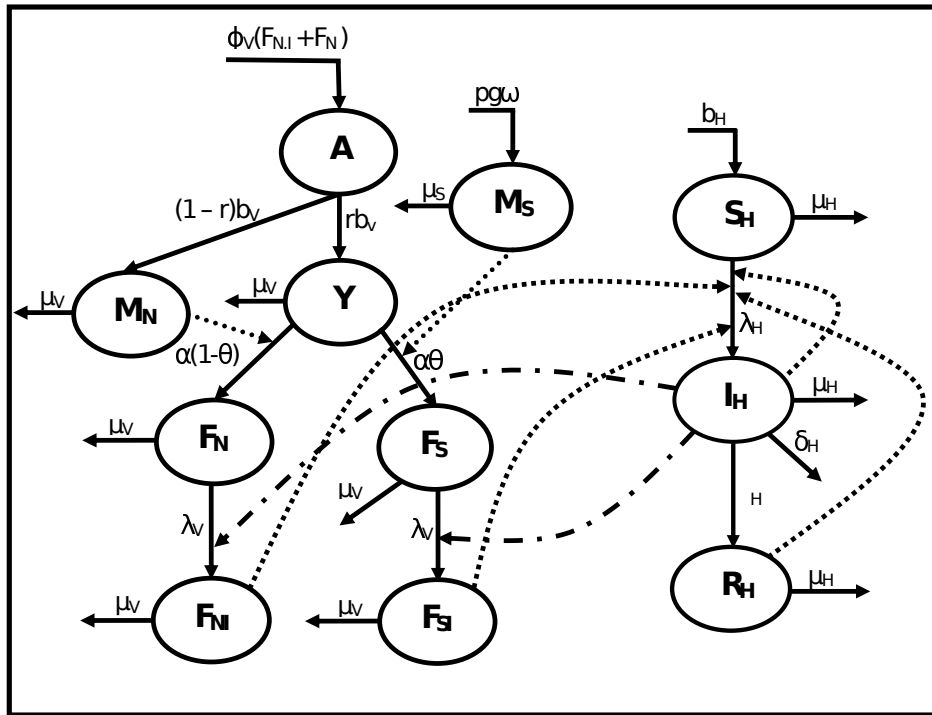 ϕV(FN.I + FN)
pgω
bH
A
μS
MS
SH
μH
(1 – r)bV
rbv
μV
MN
μV
Y
λH
α(1-θ)
αθ
IH
μH
δH
μV
FN
FS
μV
λV
λV
H
μV
FNI
μV
FSI
RH
μH